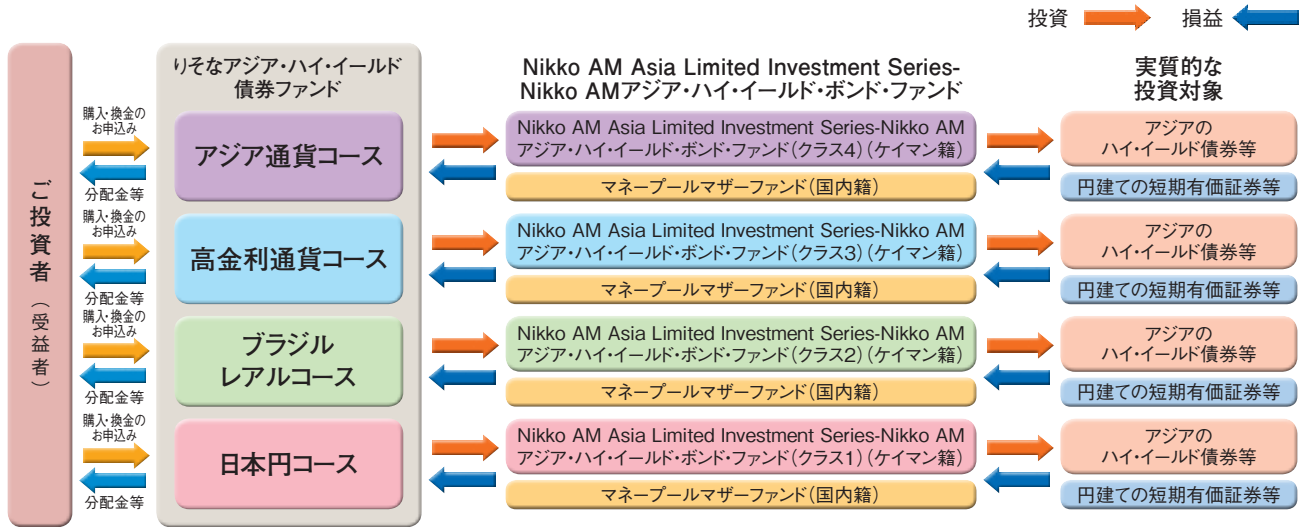 投資
損益
りそなアジア・ハイ・イールド
債券ファンド
Nikko AM Asia Limited Investment Series-
Nikko AMアジア・ハイ・イールド・ボンド・ファンド
実質的な
投資対象
ご投資者（受益者）
購入・換金の
お申込み
分配金等
アジア通貨コース
Nikko AM Asia Limited Investment Series-Nikko AM
アジア・ハイ・イールド・ボンド・ファンド（クラス4）（ケイマン籍）
マネープールマザーファンド（国内籍）
アジアの
ハイ・イールド債券等
円建ての短期有価証券等
購入・換金の
お申込み
分配金等
高金利通貨コース
Nikko AM Asia Limited Investment Series-Nikko AM
アジア・ハイ・イールド・ボンド・ファンド（クラス3）（ケイマン籍）
マネープールマザーファンド（国内籍）
アジアの
ハイ・イールド債券等
円建ての短期有価証券等
購入・換金の
お申込み
分配金等
ブラジル
レアルコース
Nikko AM Asia Limited Investment Series-Nikko AM
アジア・ハイ・イールド・ボンド・ファンド（クラス2）（ケイマン籍）
マネープールマザーファンド（国内籍）
アジアの
ハイ・イールド債券等
円建ての短期有価証券等
購入・換金の
お申込み
分配金等
日本円コース
Nikko AM Asia Limited Investment Series-Nikko AM
アジア・ハイ・イールド・ボンド・ファンド（クラス1）（ケイマン籍）
マネープールマザーファンド（国内籍）
アジアの
ハイ・イールド債券等
円建ての短期有価証券等